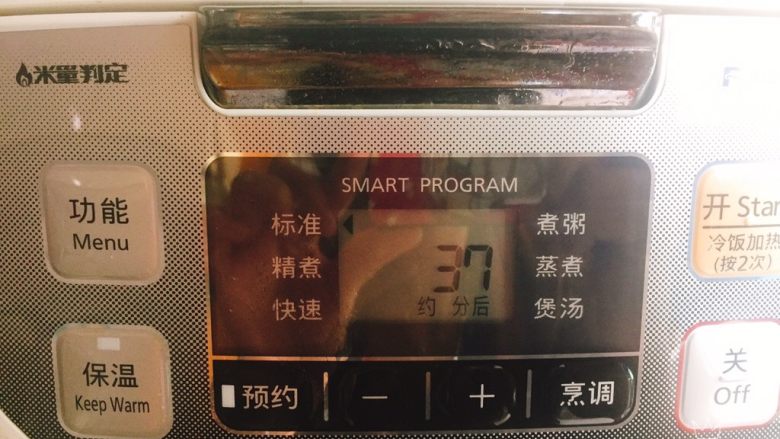 米量判定
SMART PROGRAM
功能
Menu
标准
精煮
快速
37
约 分后
煮粥
蒸煮
煲汤
开 Star
冷饭加热
(按2次)
保温
Keep Warm
预约
－
＋
烹调
关
Off